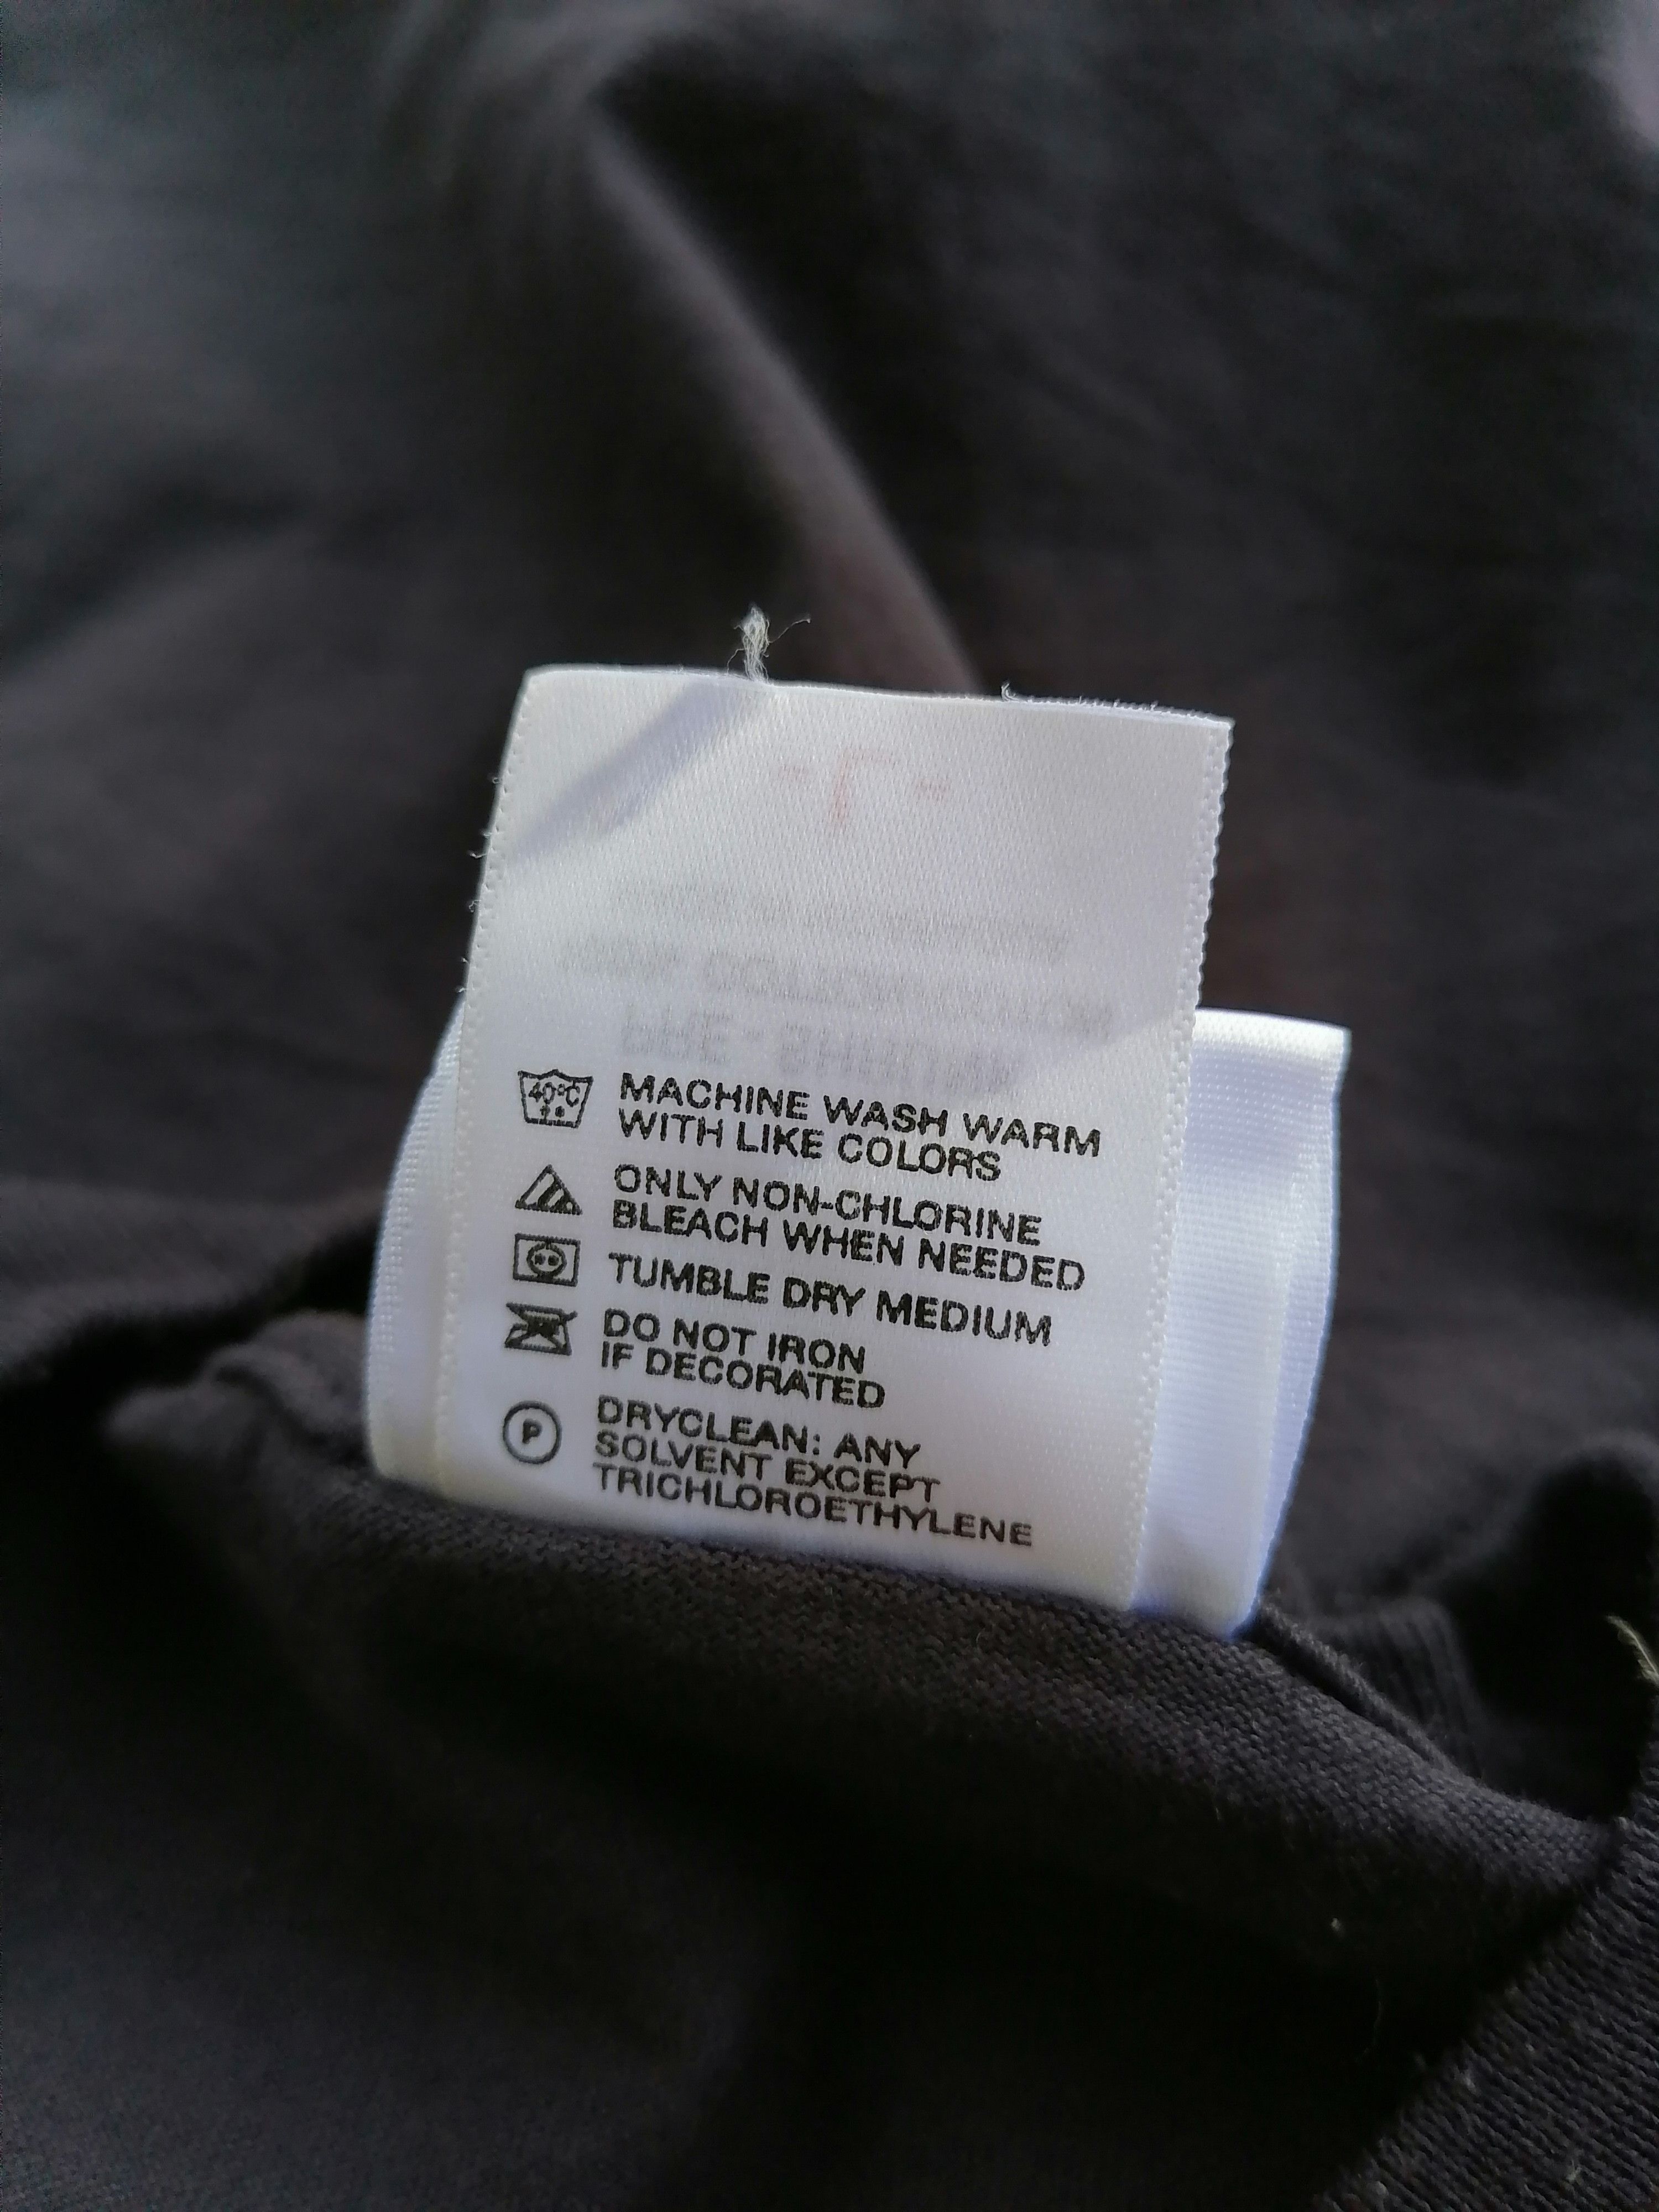 40°C
MACHINE WASH WARM
WITH LIKE COLORS
ONLY NON-CHLORINE
BLEACH WHEN NEEDED
TUMBLE DRY MEDIUM
DO NOT IRON
IF DECORATED
P
DRYCLEAN: ANY
SOLVENT EXCEPT
TRICHLOROETHYLENE